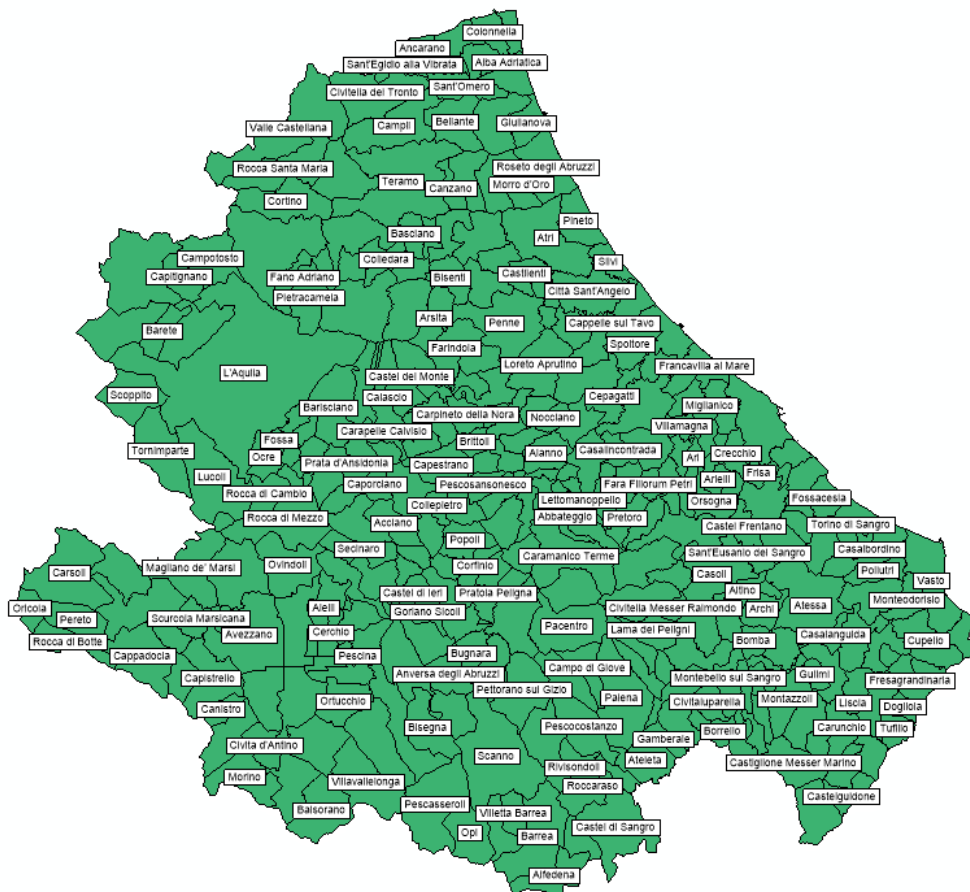 Colonnella
Ancarano
Sant'Egidio alla Vibrata
Alba Adriatica
Civitella del Tronto
Sant'Omero
Valle Castellana
Campli
Bellante
Giulianova
Rocca Santa Maria
Roseto degli Abruzzi
Teramo
Canzano
Morro d'Oro
Cortino
Pineto
Basciano
Atri
Campotosto
Colledara
Silvi
Capitignano
Fano Adriano
Bisenti
Castilenti
Pietracamela
Città Sant'Angelo
Arsita
Penne
Cappelle sul Tavo
Barete
Farindola
Spoltore
L'Aquila
Castel del Monte
Loreto Aprutino
Francavilla al Mare
Scoppito
Calascio
Cepagatti
Barisciano
Carpineto della Nora
Nocciano
Miglianico
Fossa
Carapelle Calvisio
Brittoli
Villamagna
Tornimparte
Ocre
Prata d'Ansidonia
Capestrano
Alanno
Casalincontrada
Ari
Crecchio
Lucoli
Caporciano
Pescosansonesco
Fara Filiorum Petri
Arielli
Frisa
Rocca di Cambio
Collepietro
Lettomanoppello
Orsogna
Fossacesia
Rocca di Mezzo
Acciano
Abbateggio
Pretoro
Castel Frentano
Torino di Sangro
Secinaro
Popoli
Caramanico Terme
Sant'Eusanio del Sangro
Casalbordino
Carsoli
Magliano de' Marsi
Ovindoli
Corfinio
Casoli
Pollutri
Vasto
Castel di Ieri
Pratola Peligna
Altino
Monteodorisio
Oricola
Pereto
Scurcola Marsicana
Aielli
Goriano Sicoli
Civitella Messer Raimondo
Archi
Atessa
Rocca di Botte
Avezzano
Cerchio
Pacentro
Lama dei Peligni
Bomba
Casalanguida
Cupello
Cappadocia
Pescina
Bugnara
Capistrello
Anversa degli Abruzzi
Campo di Giove
Montebello sul Sangro
Guilmi
Fresagrandinaria
Canistro
Ortucchio
Pettorano sul Gizio
Palena
Civitaluparella
Montazzoli
Liscia
Dogliola
Bisegna
Pescocostanzo
Gamberale
Borrello
Carunchio
Tufillo
Civita d'Antino
Scanno
Ateleta
Castiglione Messer Marino
Morino
Villavallelonga
Rivisondoli
Roccaraso
Castelguidone
Balsorano
Pescasseroli
Villetta Barrea
Opi
Barrea
Castel di Sangro
Alfedena